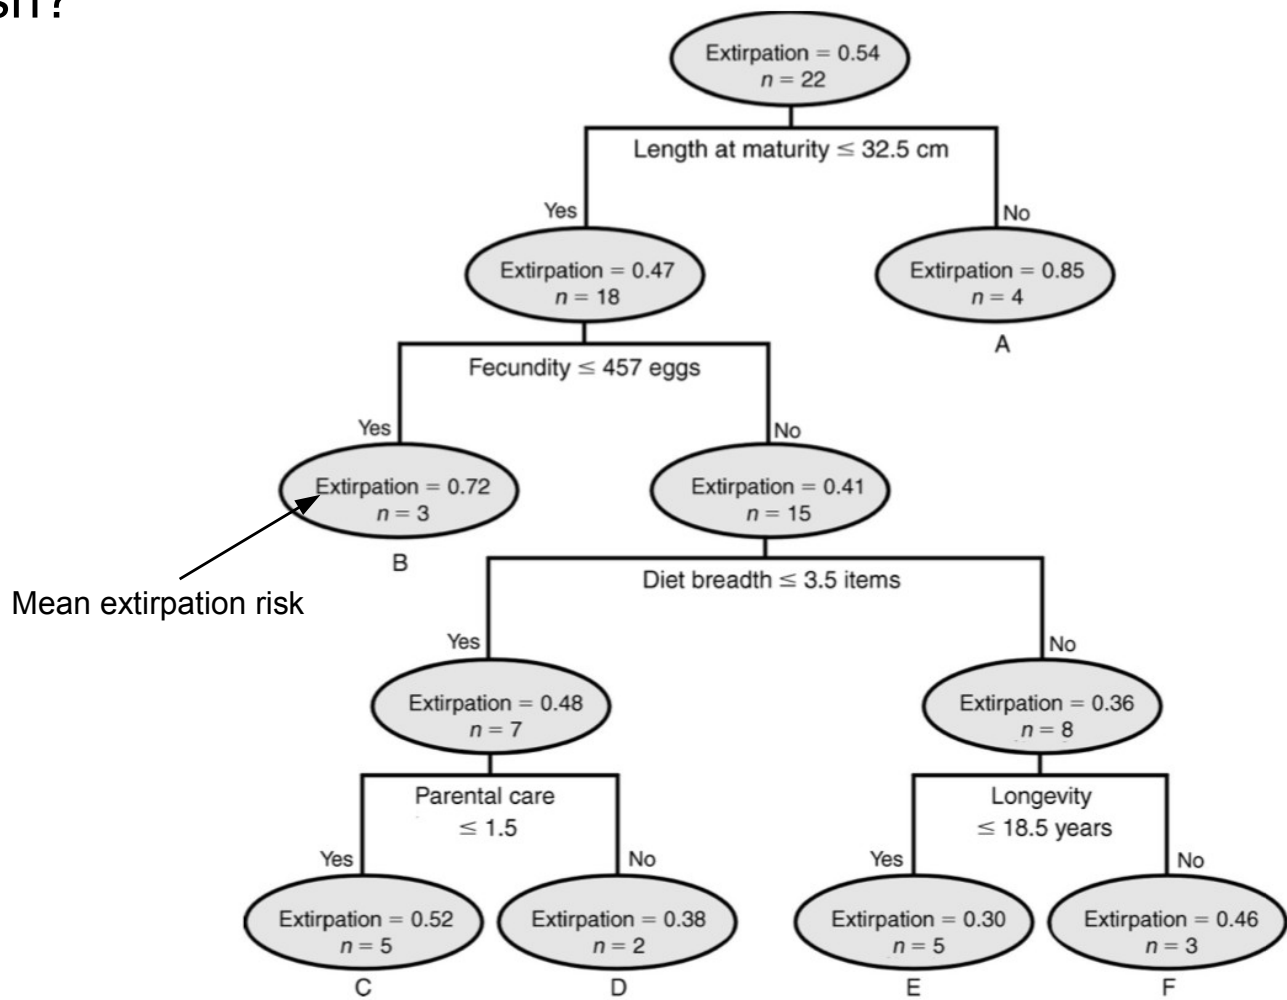 Extirpation = 0.54
n = 22
Length at maturity ≤ 32.5 cm
Yes
No
Extirpation = 0.47
n = 18
Extirpation = 0.85
n = 4
A
Fecundity ≤ 457 eggs
Yes
No
Extirpation = 0.72
n = 3
B
Extirpation = 0.41
n = 15
Mean extirpation risk
Diet breadth ≤ 3.5 items
Yes
No
Extirpation = 0.48
n = 7
Extirpation = 0.36
n = 8
Parental care
≤ 1.5
Longevity
≤ 18.5 years
Yes
No
Yes
No
Extirpation = 0.52
n = 5
C
Extirpation = 0.38
n = 2
D
Extirpation = 0.30
n = 5
E
Extirpation = 0.46
n = 3
F